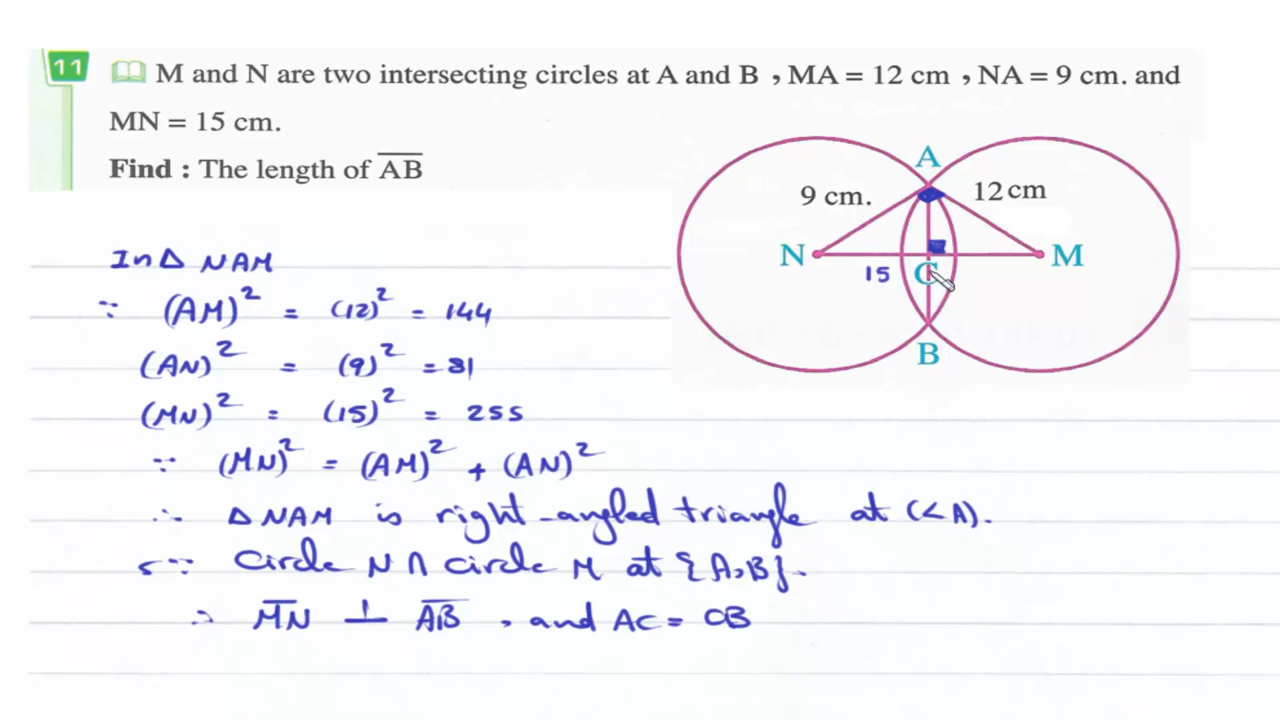 11
M and N are two intersecting circles at A and B , MA = 12 cm , NA = 9 cm. and
MN = 15 cm.
Find : The length of AB
A
9 cm.
12 cm
N
M
15
C
B
In Δ NAM
∵ (AM)² = (12)² = 144
(AN)² = (9)² = 81
(MN)² = (15)² = 255
∵ (MN)² = (AM)² + (AN)²
∴ Δ NAM is right-angled triangle at (<A).
, ∵ Circle N ∩ circle M at {A,B}.
∴ MN ⊥ AB , and AC = CB